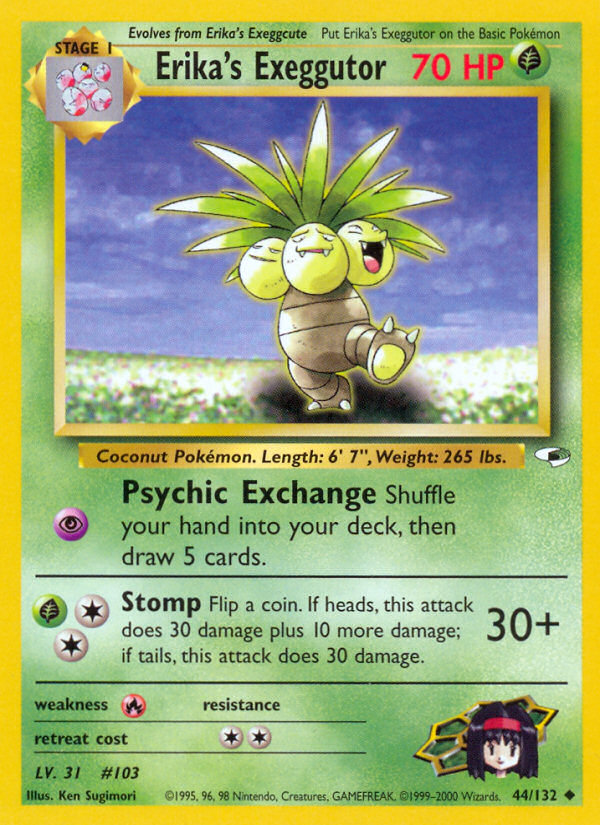 Evolves from Erika's Exeggcute Put Erika's Exeggutor on the Basic Pokémon
STAGE 1
Erika's Exeggutor 70 HP
Coconut Pokémon. Length: 6' 7", Weight: 265 lbs.
Psychic Exchange Shuffle
your hand into your deck, then
draw 5 cards.
Stomp Flip a coin. If heads, this attack
does 30 damage plus 10 more damage;
if tails, this attack does 30 damage.
30+
weakness resistance
retreat cost
LV. 31 #103
Illus. Ken Sugimori ©1995, 96, 98 Nintendo, Creatures, GAMEFREAK. ©1999-2000 Wizards. 44/132